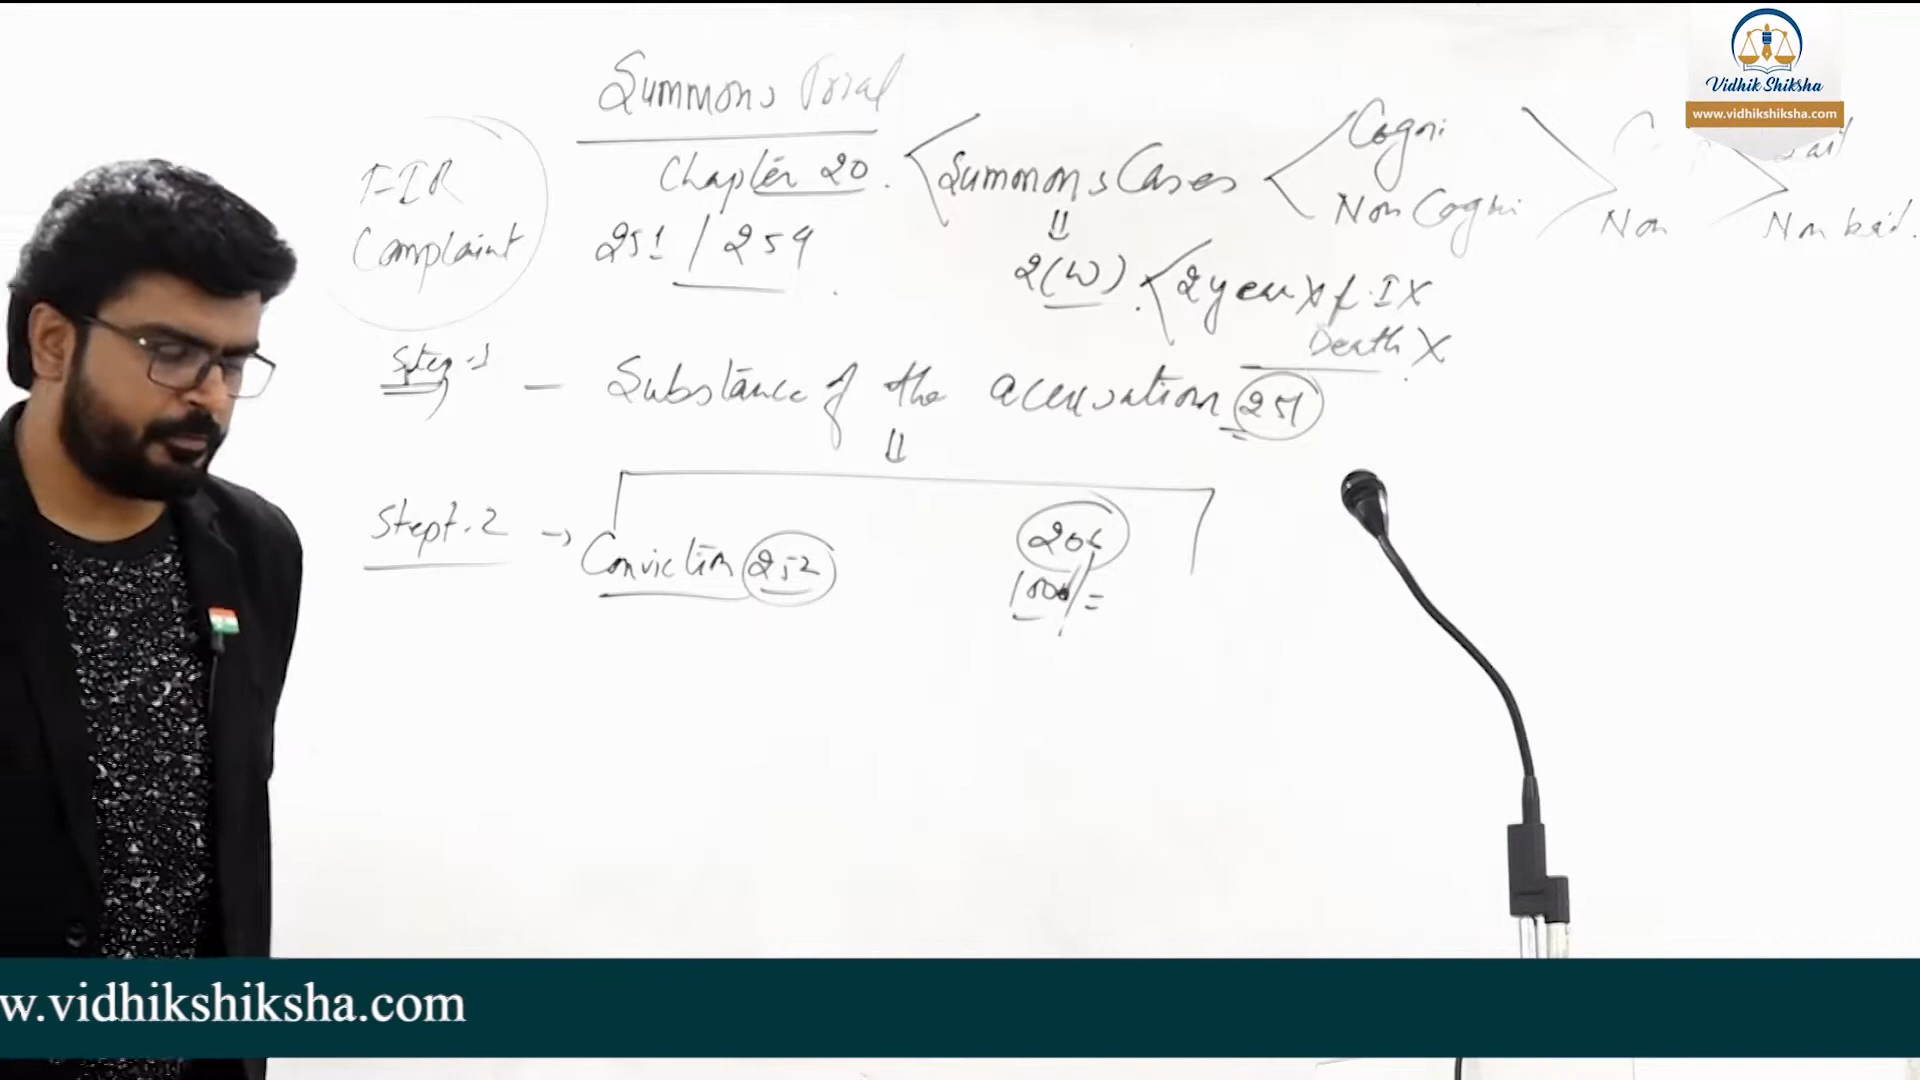 Vidhik Shiksha
www.vidhikshiksha.com
Summons Trial
Chapter 20.
251 / 259
FIR
Complaint
Summons Cases
Cogni
Non Cogni
Non
Non bail.
2(W).
2 year X
I X
Death X
Step-1 — Substance of the accusation 251
Step. 2 → Conviction 252
206
1000/=
w.vidhikshiksha.com